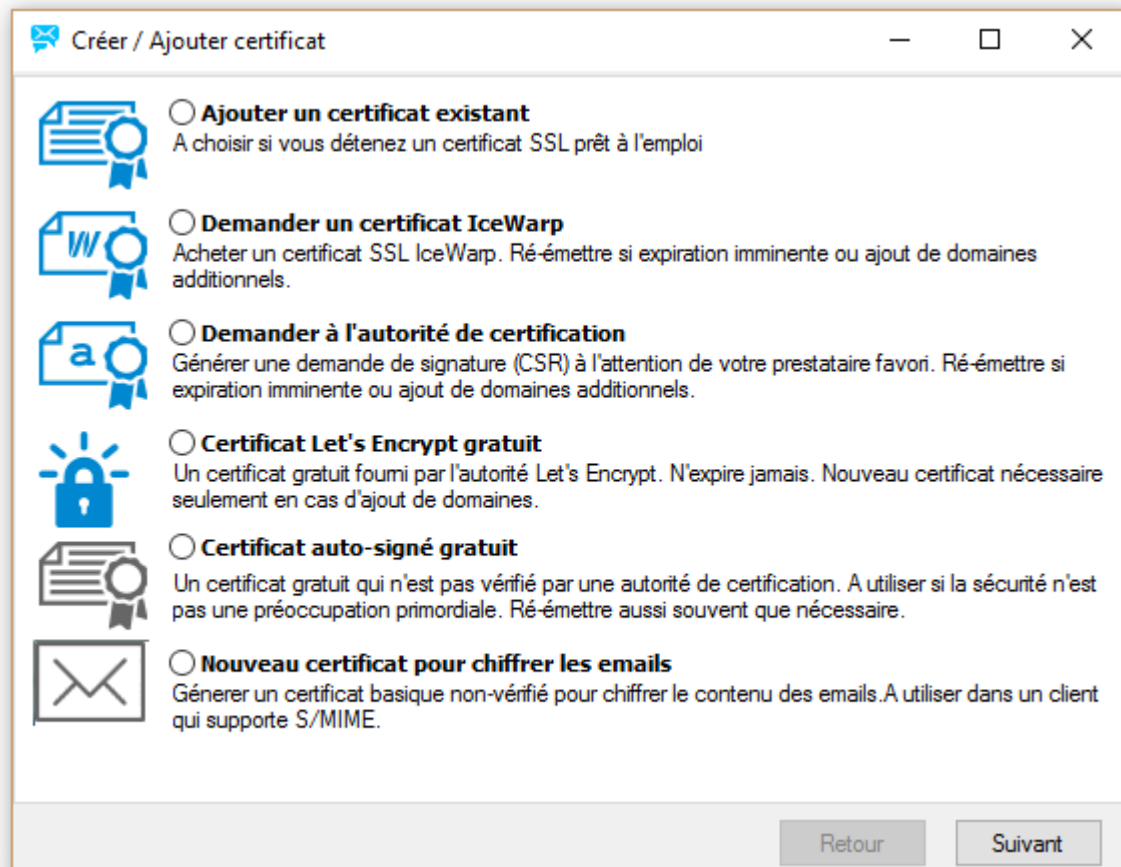 Créer / Ajouter certificat
Ajouter un certificat existant
A choisir si vous détenez un certificat SSL prêt à l'emploi
W
Demander un certificat IceWarp
Acheter un certificat SSL IceWarp. Ré-émettre si expiration imminente ou ajout de domaines
additionnels.
a
Demander à l'autorité de certification
Générer une demande de signature (CSR) à l'attention de votre prestataire favori. Ré-émettre si
expiration imminente ou ajout de domaines additionnels.
Certificat Let's Encrypt gratuit
Un certificat gratuit fourni par l'autorité Let's Encrypt. N'expire jamais. Nouveau certificat nécessaire
seulement en cas d'ajout de domaines.
Certificat auto-signé gratuit
Un certificat gratuit qui n'est pas vérifié par une autorité de certification. A utiliser si la sécurité n'est
pas une préoccupation primordiale. Ré-émettre aussi souvent que nécessaire.
Nouveau certificat pour chiffrer les emails
Génerer un certificat basique non-vérifié pour chiffrer le contenu des emails.A utiliser dans un client
qui supporte S/MIME.
Retour
Suivant